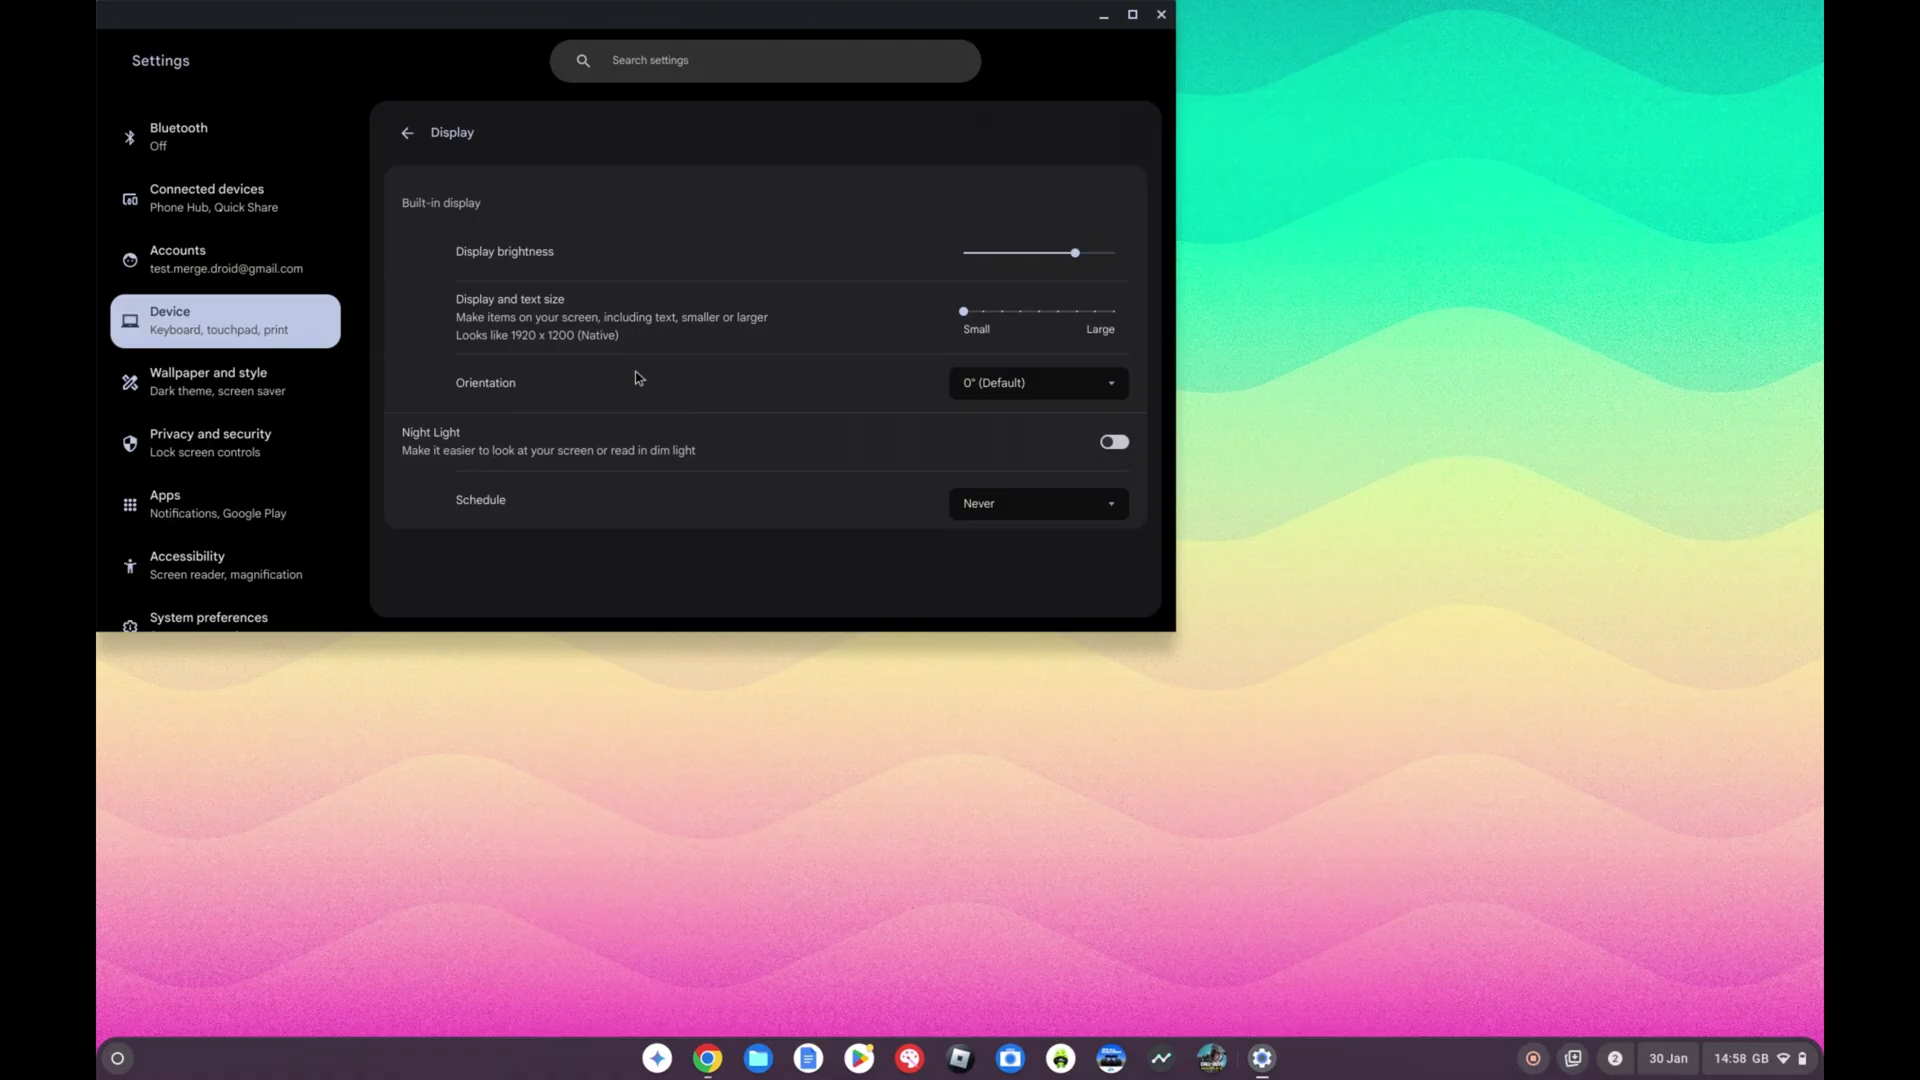 Settings
Search settings
Bluetooth
Off
Connected devices
Phone Hub, Quick Share
Accounts
test.merge.droid@gmail.com
Device
Keyboard, touchpad, print
Wallpaper and style
Dark theme, screen saver
Privacy and security
Lock screen controls
Apps
Notifications, Google Play
Accessibility
Screen reader, magnification
System preferences
Display
Built-in display
Display brightness
Display and text size
Make items on your screen, including text, smaller or larger
Looks like 1920 x 1200 (Native)
Small Large
Orientation
0° (Default)
Night Light
Make it easier to look at your screen or read in dim light
Schedule
Never
2
30 Jan
14:58 GB